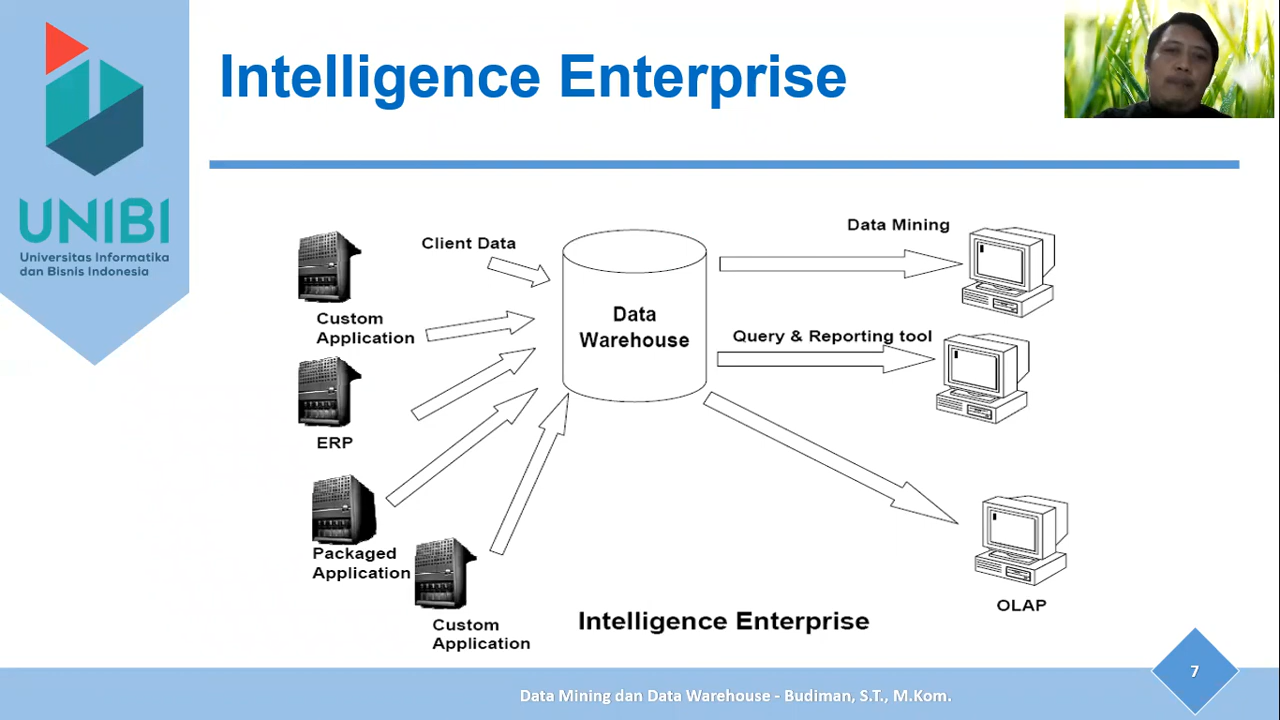 Intelligence Enterprise
UNIBI
Universitas Informatika
dan Bisnis Indonesia
Client Data
Custom
Application
ERP
Packaged
Application
Custom
Application
Data
Warehouse
Data Mining
Query & Reporting tool
OLAP
Intelligence Enterprise
7
Data Mining dan Data Warehouse - Budiman, S.T., M.Kom.